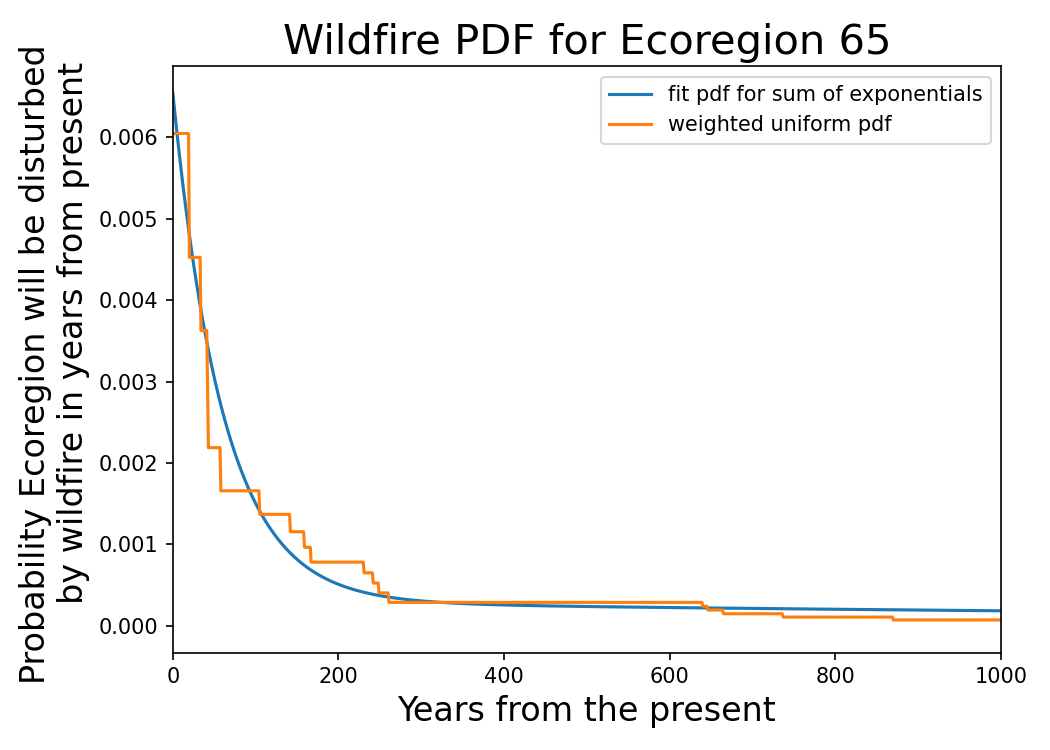 Wildfire PDF for Ecoregion 65
fit pdf for sum of exponentials
weighted uniform pdf
Probability Ecoregion will be disturbed
by wildfire in years from present
0.006
0.005
0.004
0.003
0.002
0.001
0.000
0 200 400 600 800 1000
Years from the present